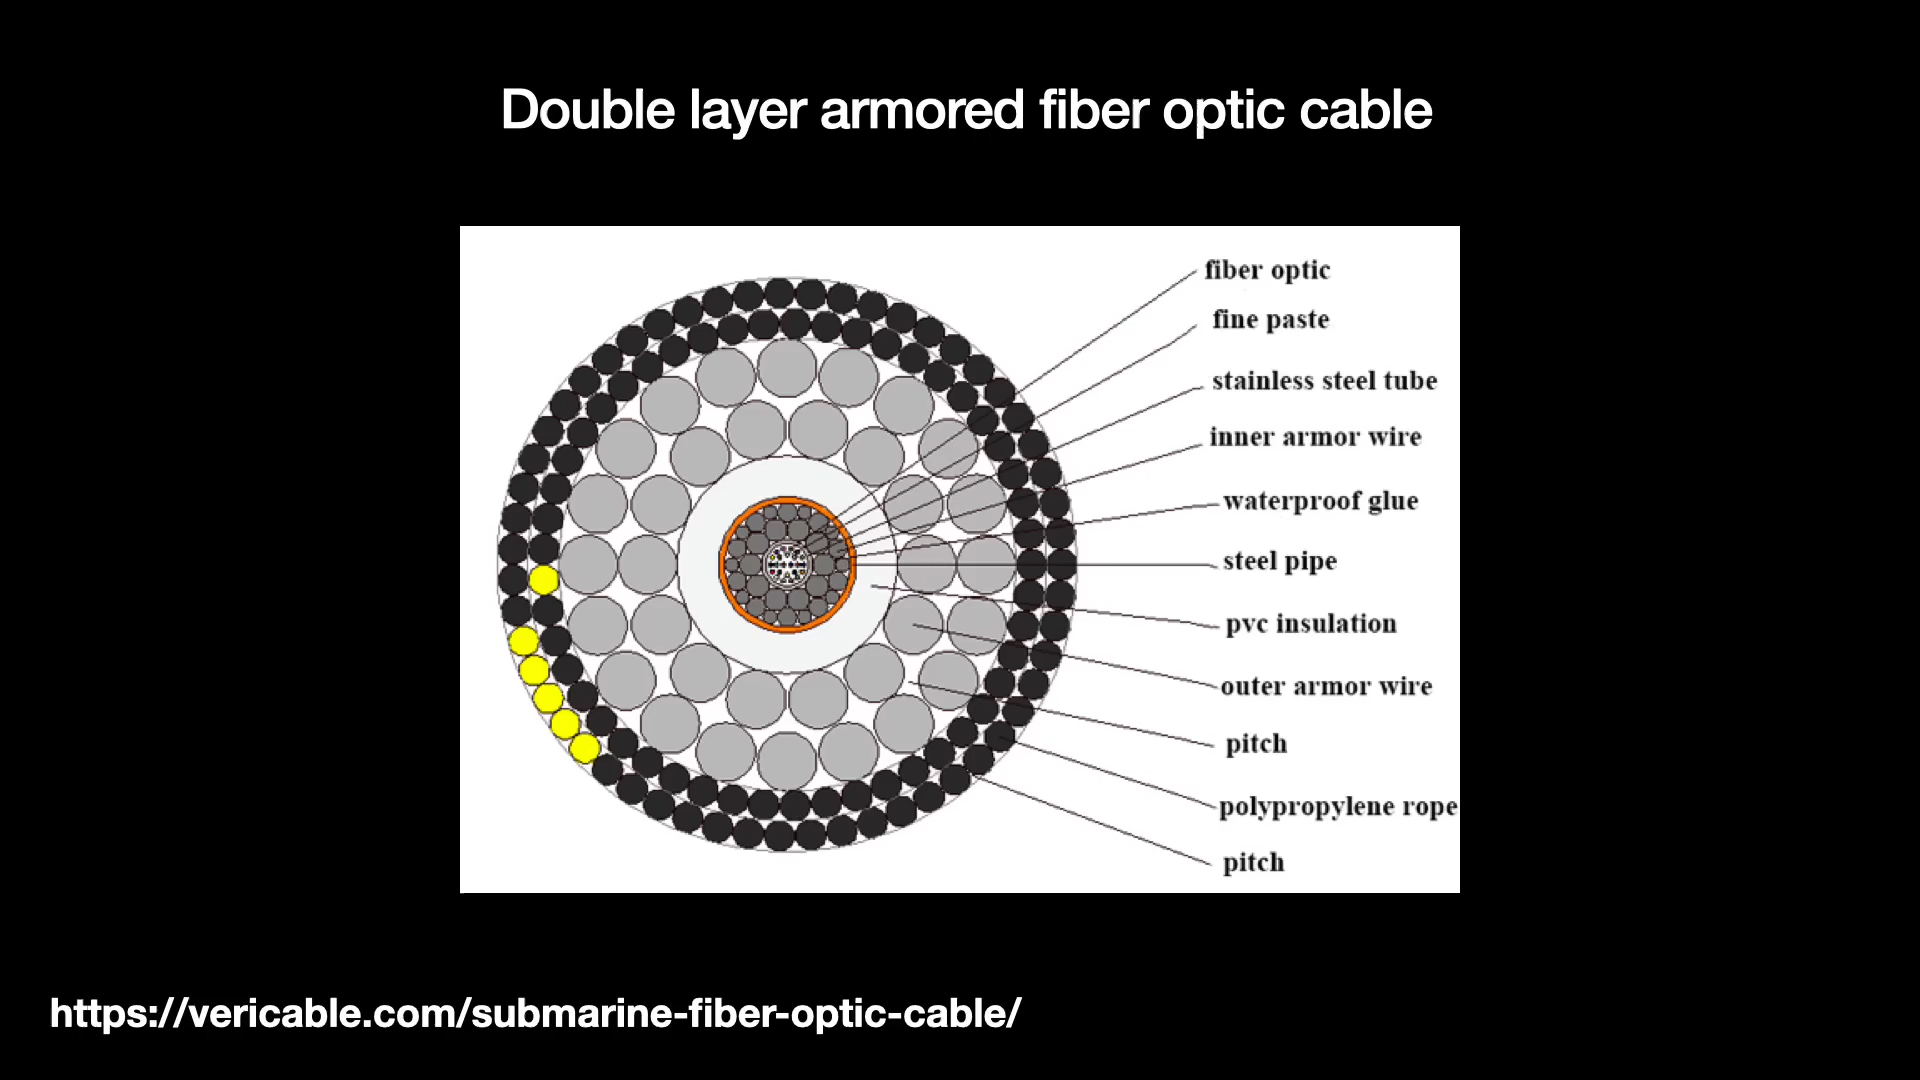 Double layer armored fiber optic cable
fiber optic
fine paste
stainless steel tube
inner armor wire
waterproof glue
steel pipe
pvc insulation
outer armor wire
pitch
polypropylene rope
pitch
https://vericable.com/submarine-fiber-optic-cable/